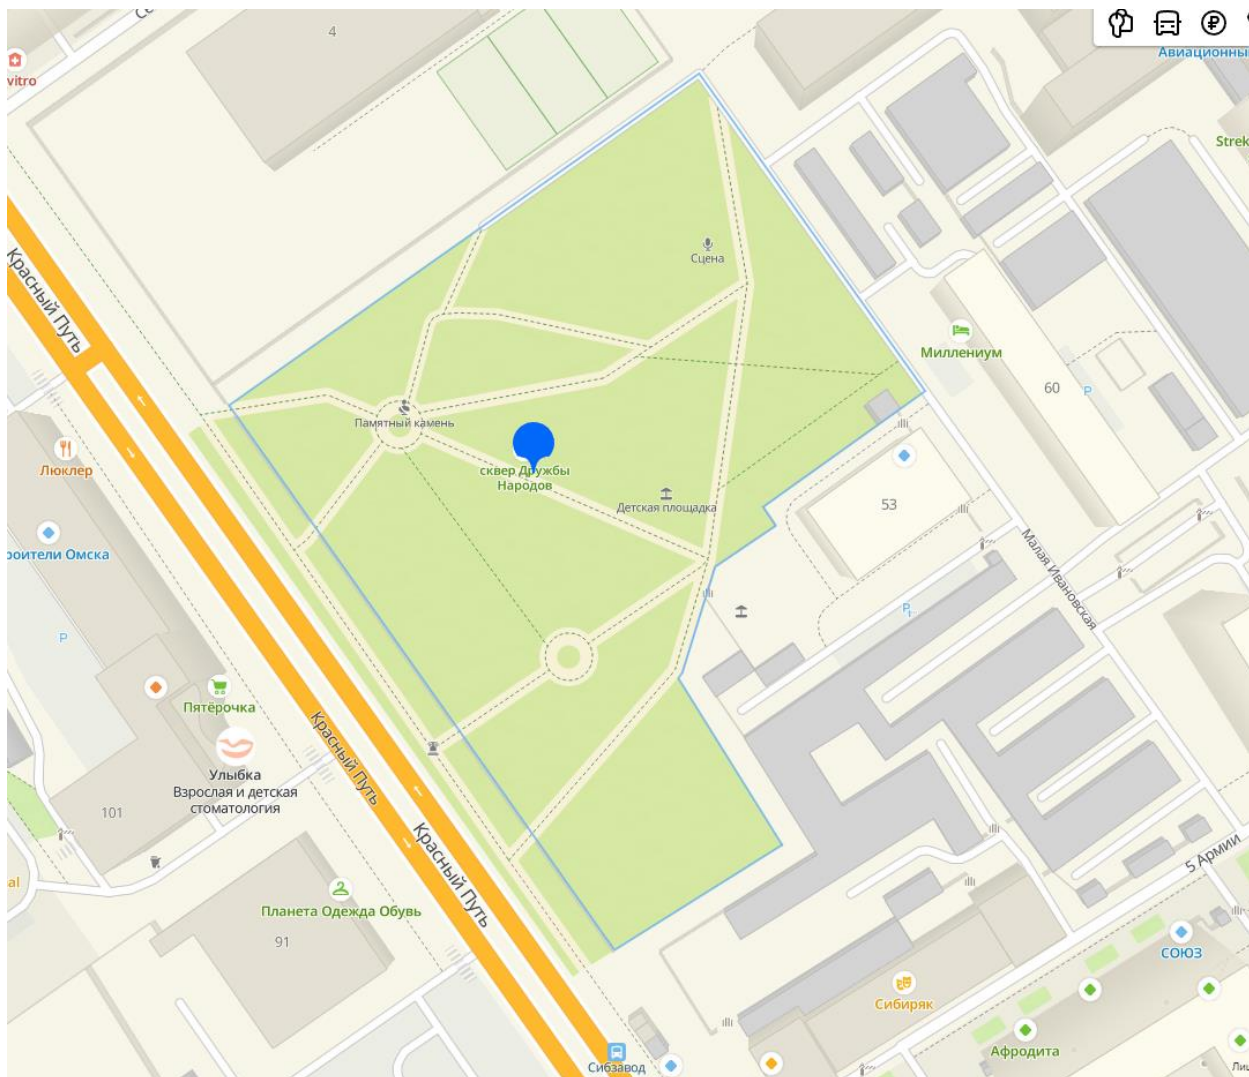 4
vitro
Авиационный
Strek
Сцена
Красный Путь
Миллениум
60
P
Памятный камень
Люклер
сквер Дружбы
Народов
Детская площадка
53
роители Омска
Малая Ивановская
P
P
Пятёрочка
Красный Путь
Улыбка
Взрослая и детская
стоматология
101
Красный Путь
5 Армии
al
Планета Одежда Обувь
91
СОЮЗ
Сибиряк
Афродита
Сибзавод